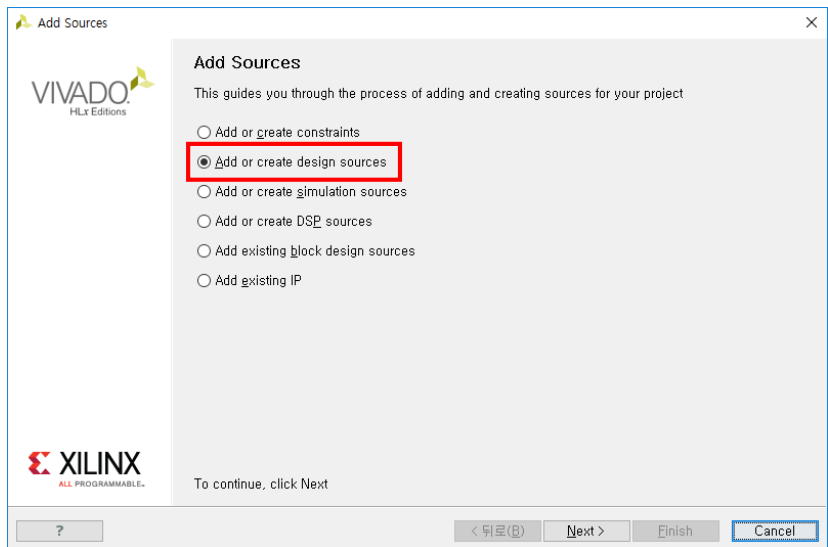 Add Sources
VIVADO.
HLx Editions
Add Sources
This guides you through the process of adding and creating sources for your project
Add or create constraints
Add or create design sources
Add or create simulation sources
Add or create DSP sources
Add existing block design sources
Add existing IP
XILINX
ALL PROGRAMMABLE.
To continue, click Next
?
< 뒤로(B)
Next >
Finish
Cancel